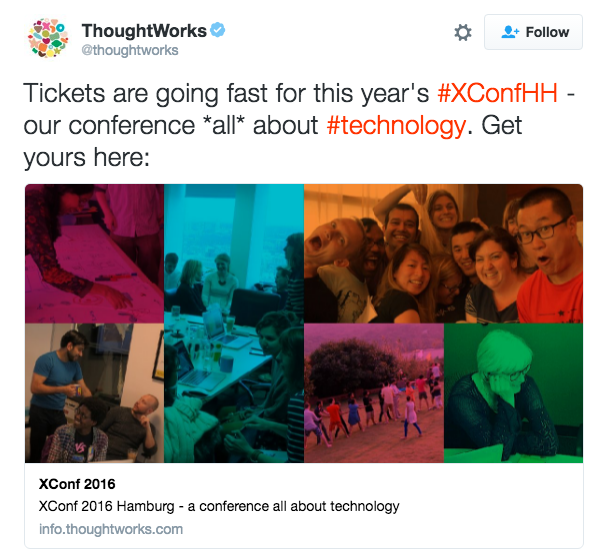 ThoughtWorks
@thoughtworks
Follow
Tickets are going fast for this year's #XConfHH -
our conference *all* about #technology. Get
yours here:
XConf 2016
XConf 2016 Hamburg - a conference all about technology
info.thoughtworks.com